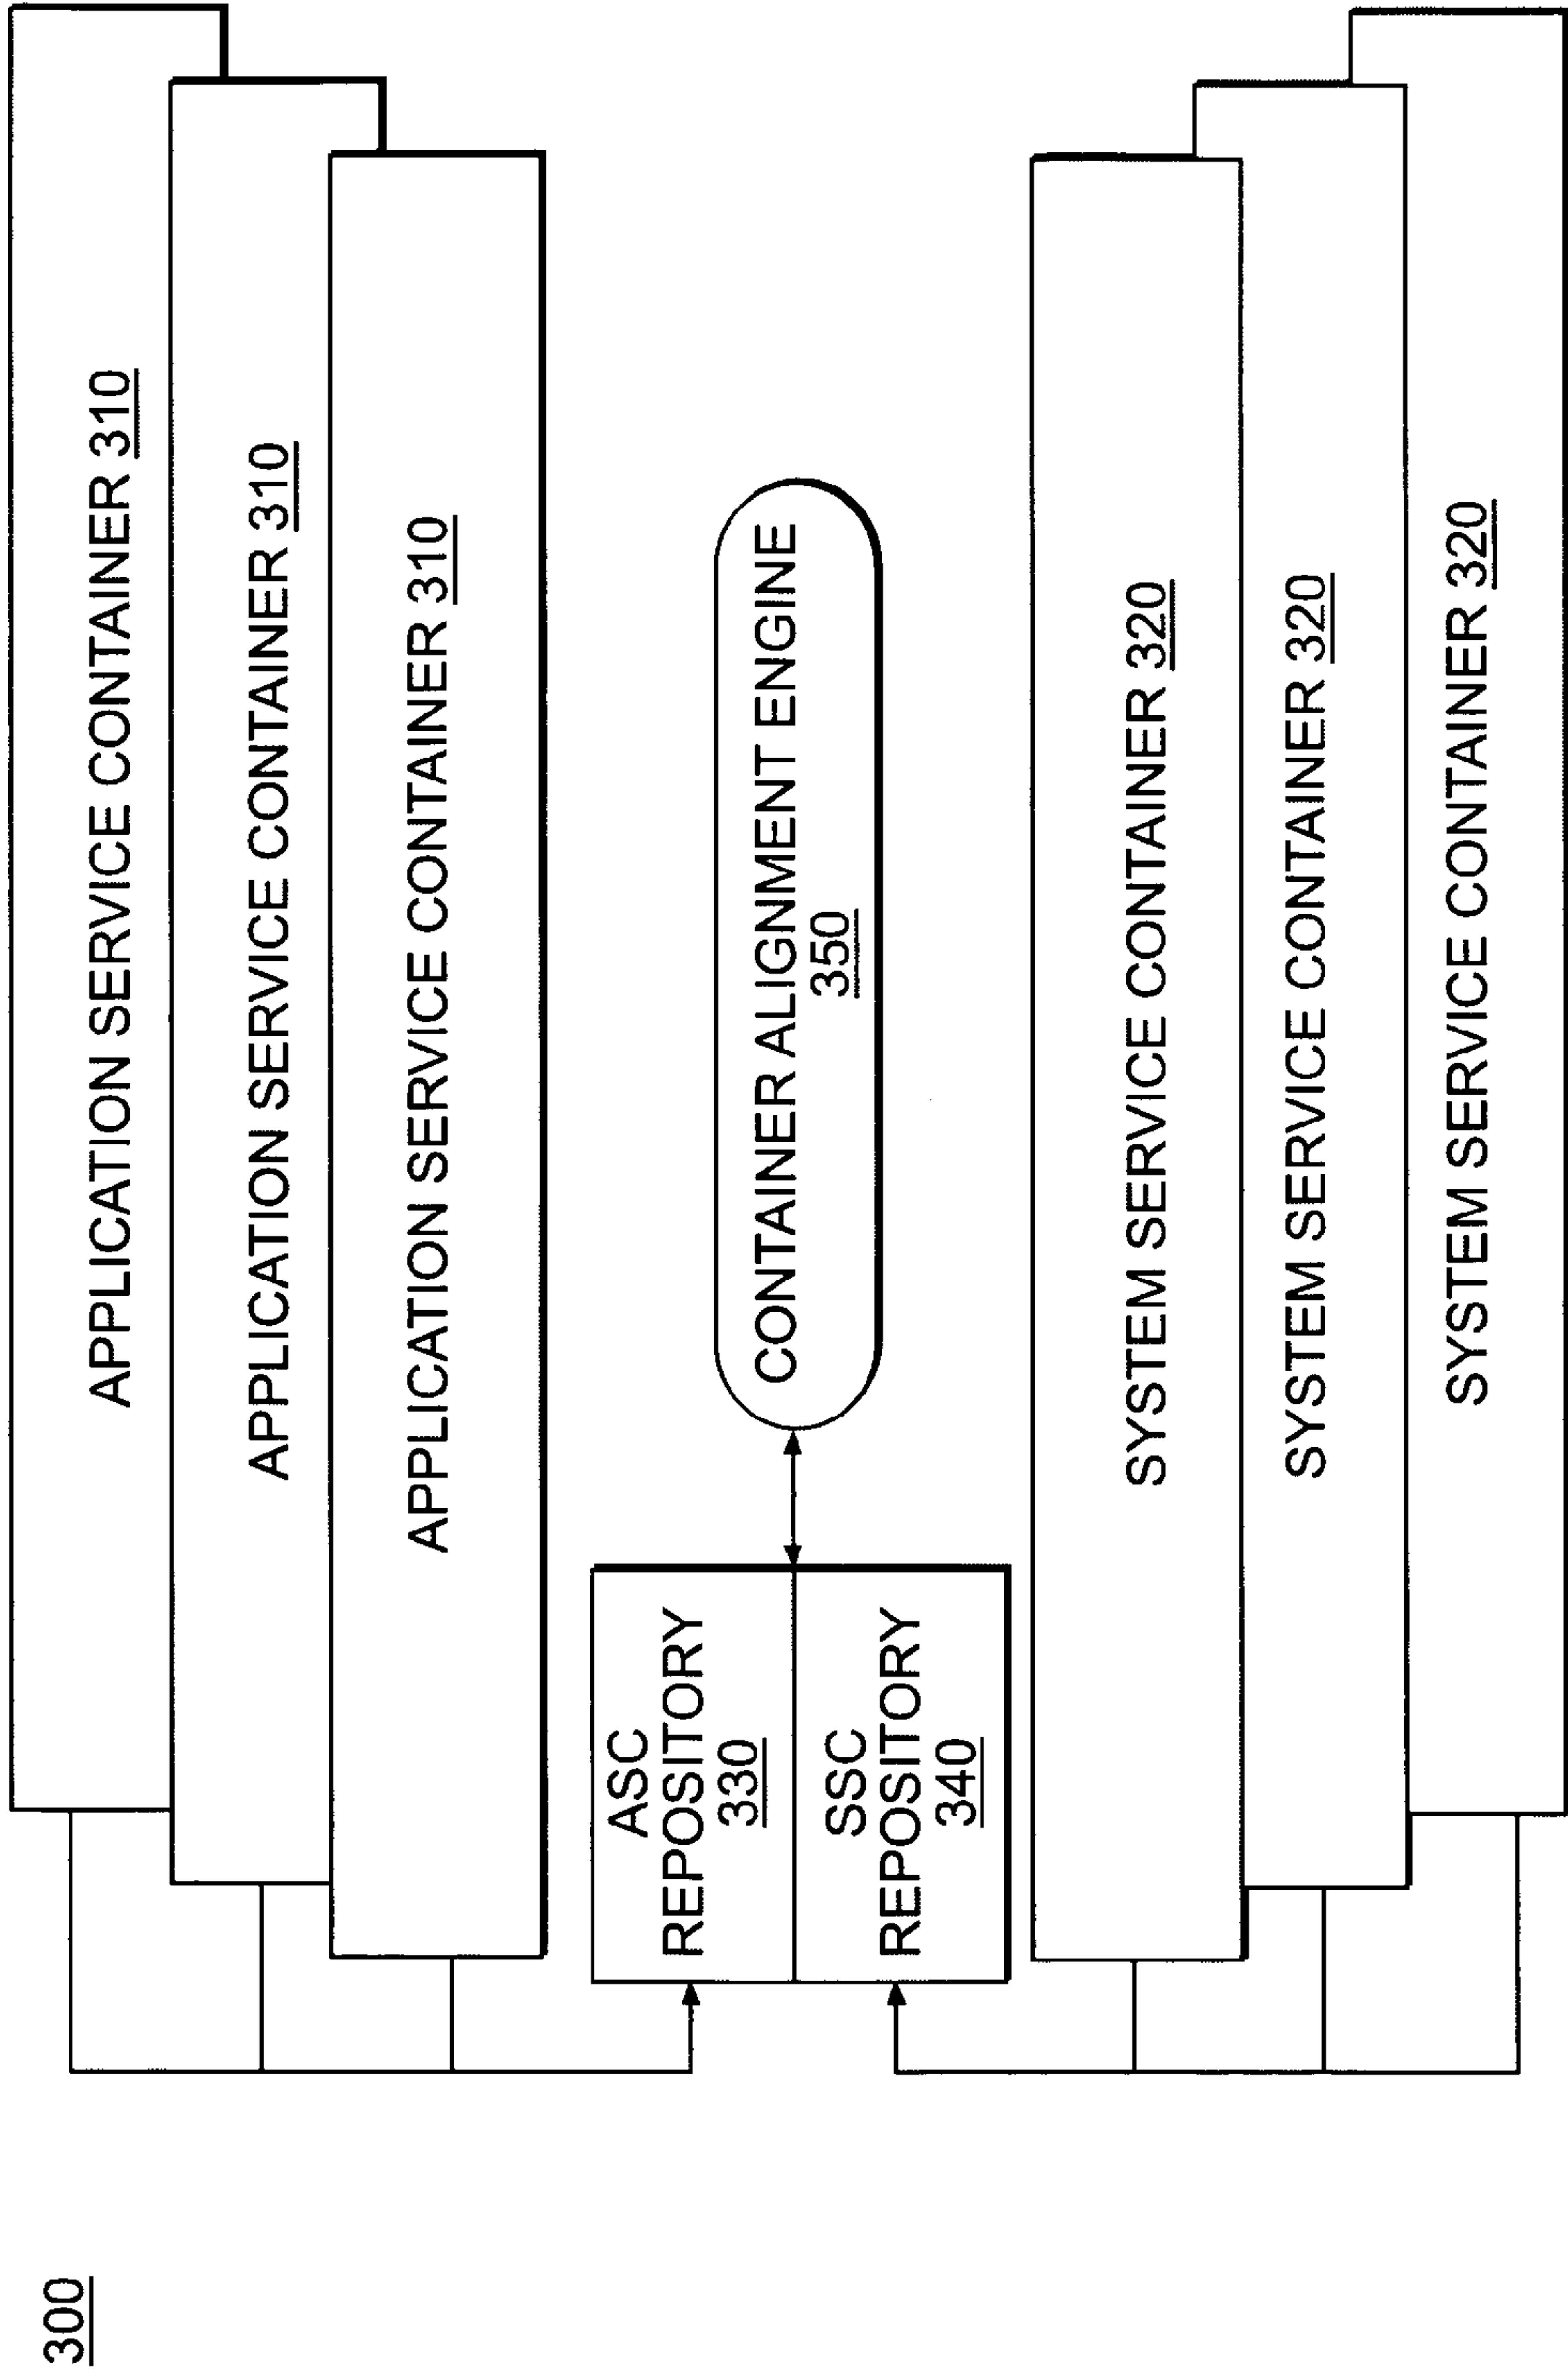 300
APPLICATION SERVICE CONTAINER 310
APPLICATION SERVICE CONTAINER 310
APPLICATION SERVICE CONTAINER 310
ASC
REPOSITORY
330
SSC
REPOSITORY
340
CONTAINER ALIGNMENT ENGINE
350
SYSTEM SERVICE CONTAINER 320
SYSTEM SERVICE CONTAINER 320
SYSTEM SERVICE CONTAINER 320